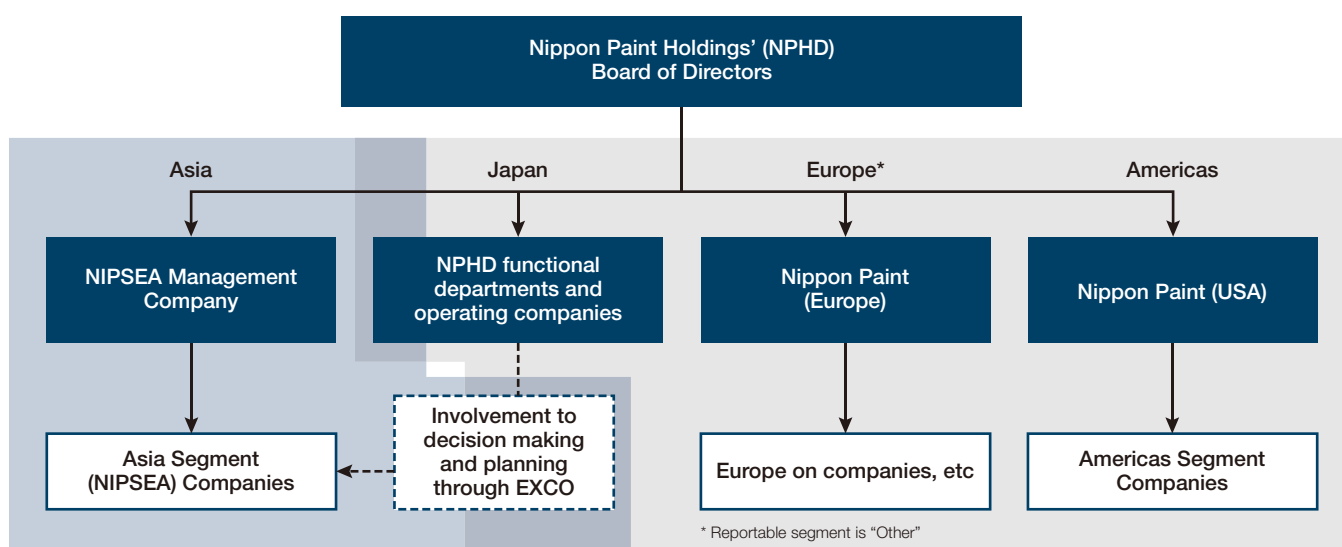 Nippon Paint Holdings’ (NPHD)
Board of Directors
Asia
Japan
Europe*
Americas
NIPSEA Management
Company
NPHD functional
departments and
operating companies
Nippon Paint
(Europe)
Nippon Paint (USA)
Asia Segment
(NIPSEA) Companies
Involvement to
decision making
and planning
through EXCO
Europe on companies, etc
Americas Segment
Companies
* Reportable segment is “Other”